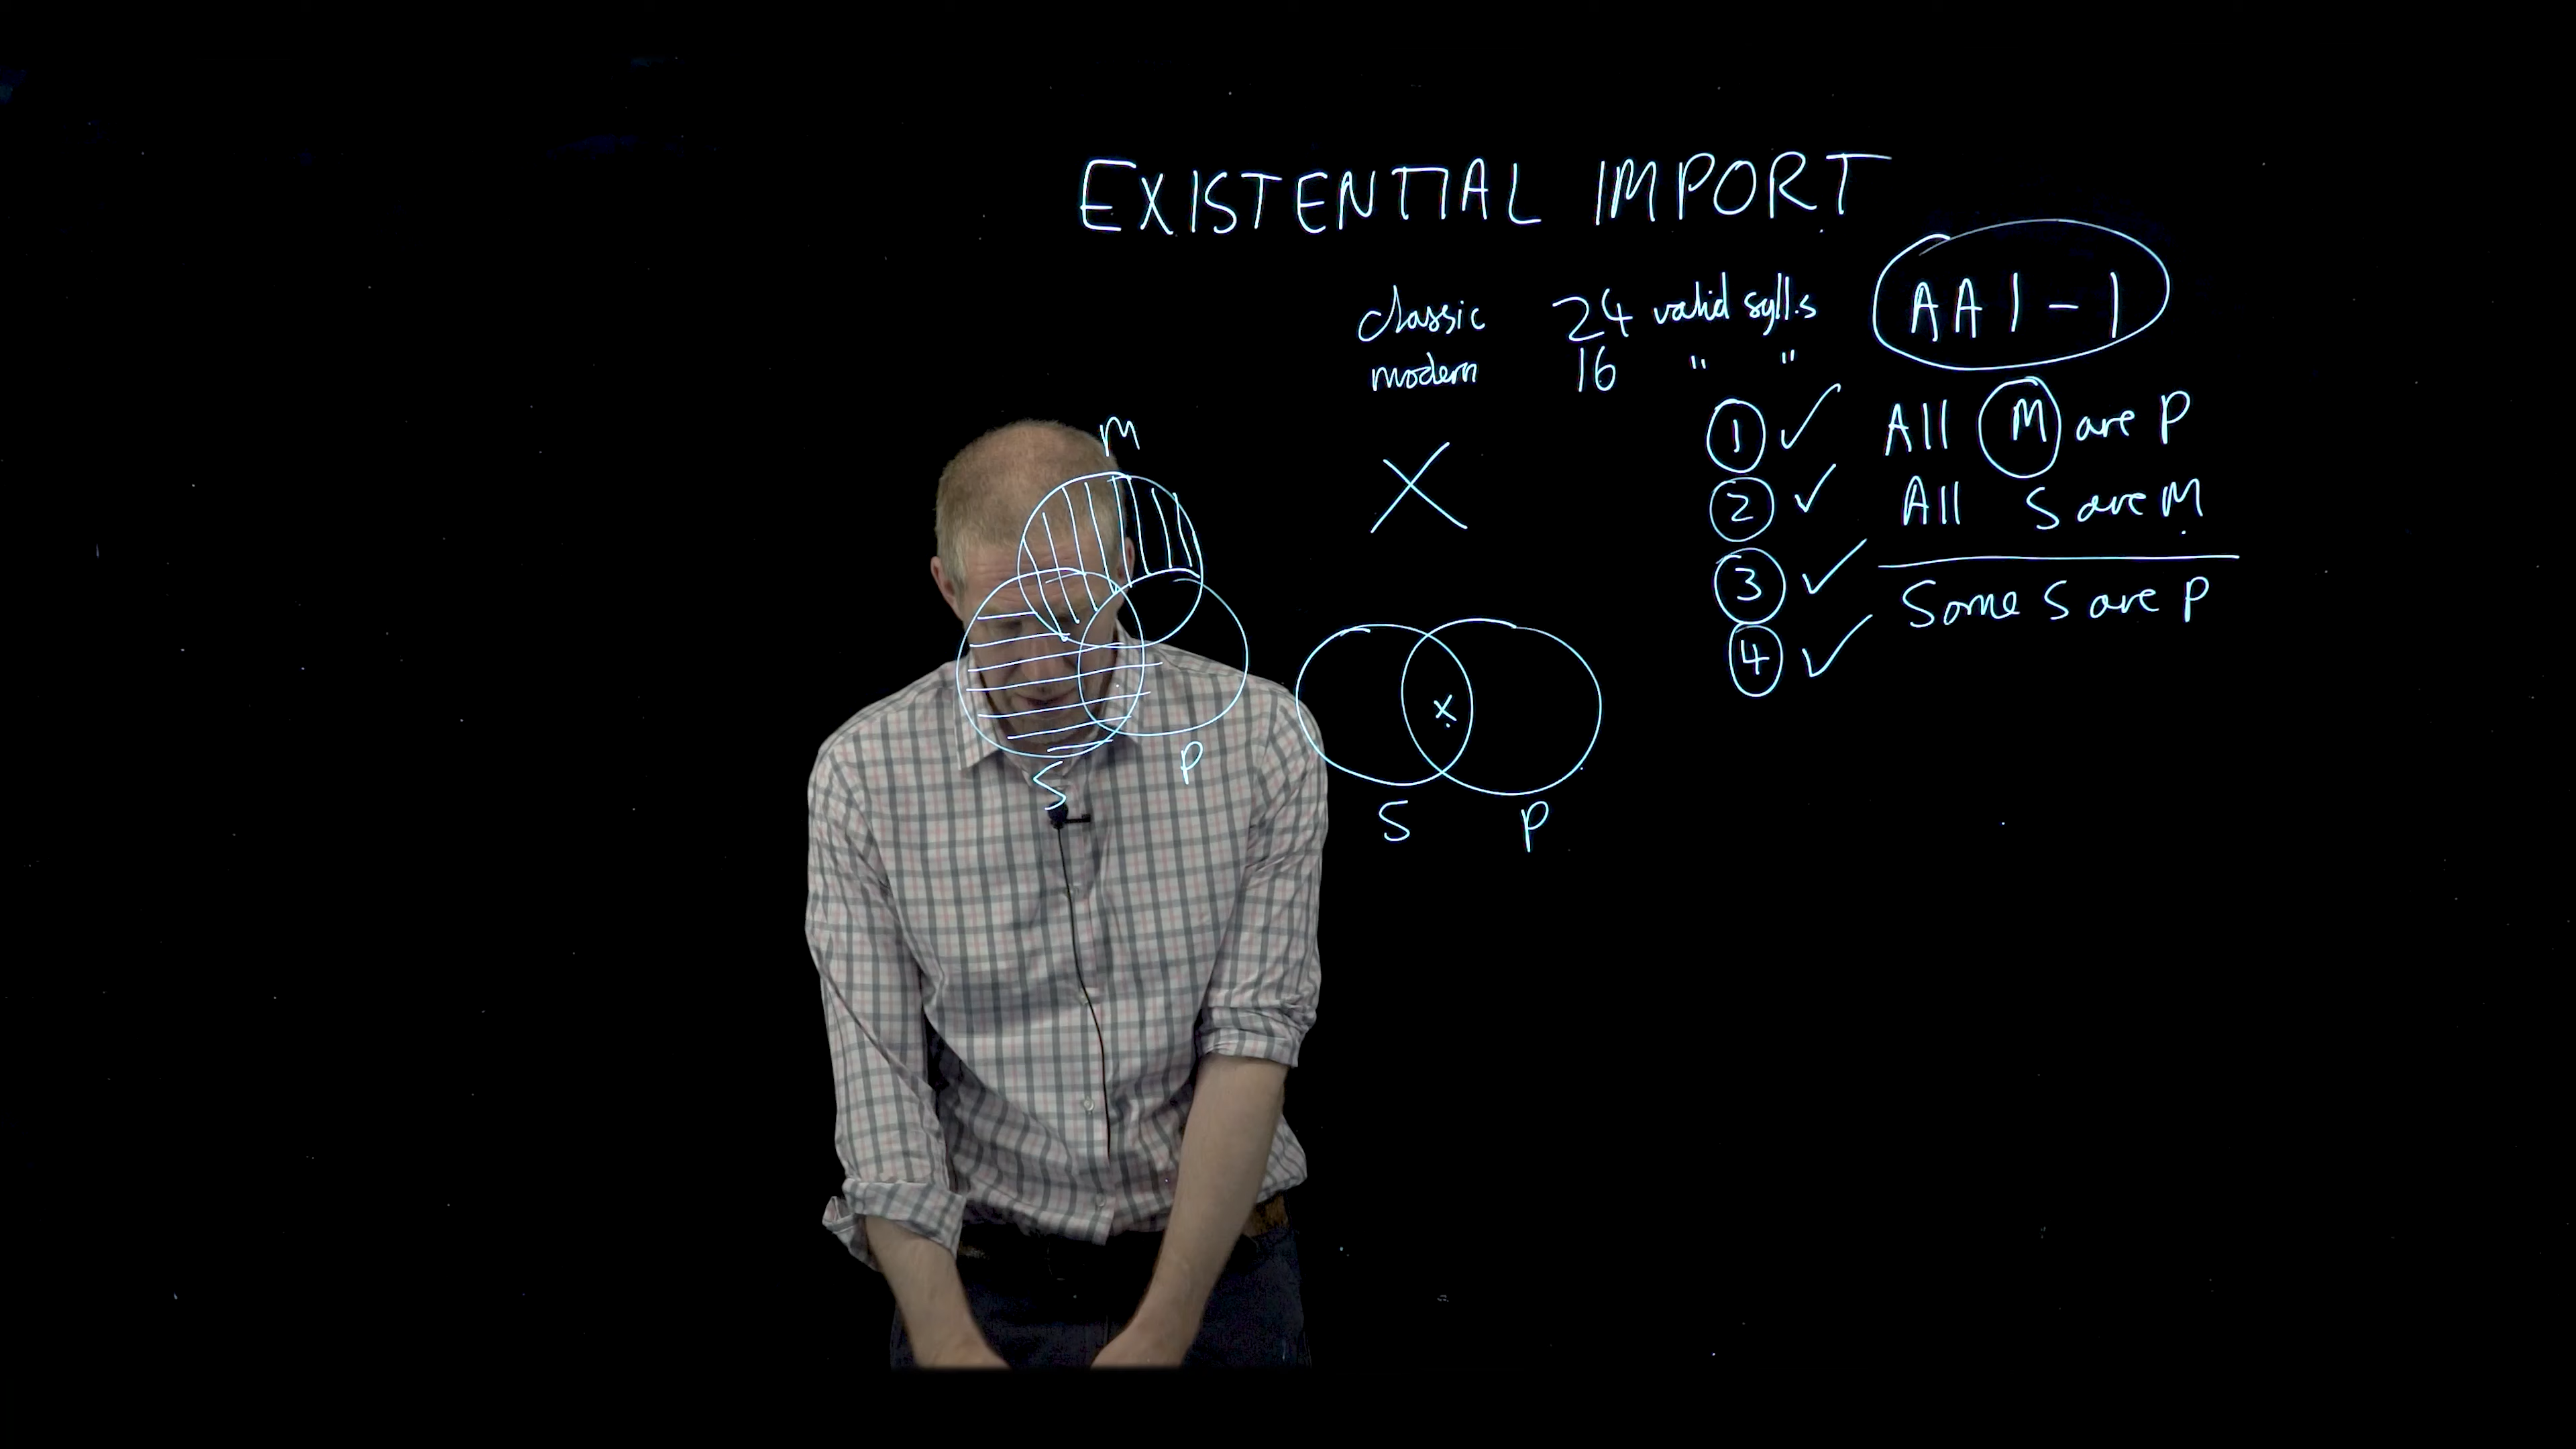 EXISTENTIAL IMPORT
classic 24 valid sylls
modern 16 " "
AA1-1
1 ✓ All M are P
2 ✓ All S are M
3 ✓ Some S are P
4 ✓
M
X
S
P
X
S
P